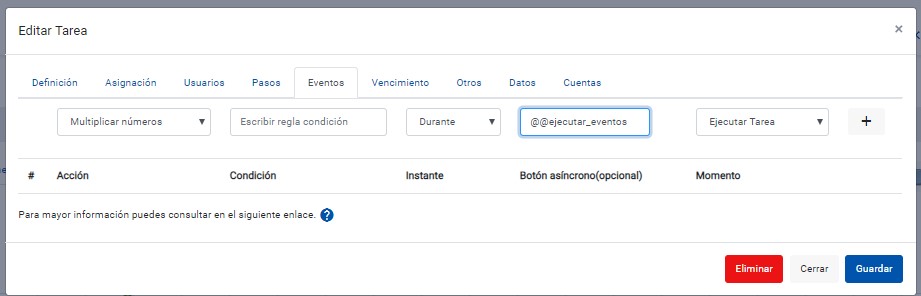 Editar Tarea ×
Definición Asignación Usuarios Pasos Eventos Vencimiento Otros Datos Cuentas
Multiplicar números Escribir regla condición Durante @@ejecutar_eventos Ejecutar Tarea +
# Acción Condición Instante Botón asíncrono(opcional) Momento
Para mayor información puedes consultar en el siguiente enlace. ?
Eliminar Cerrar Guardar